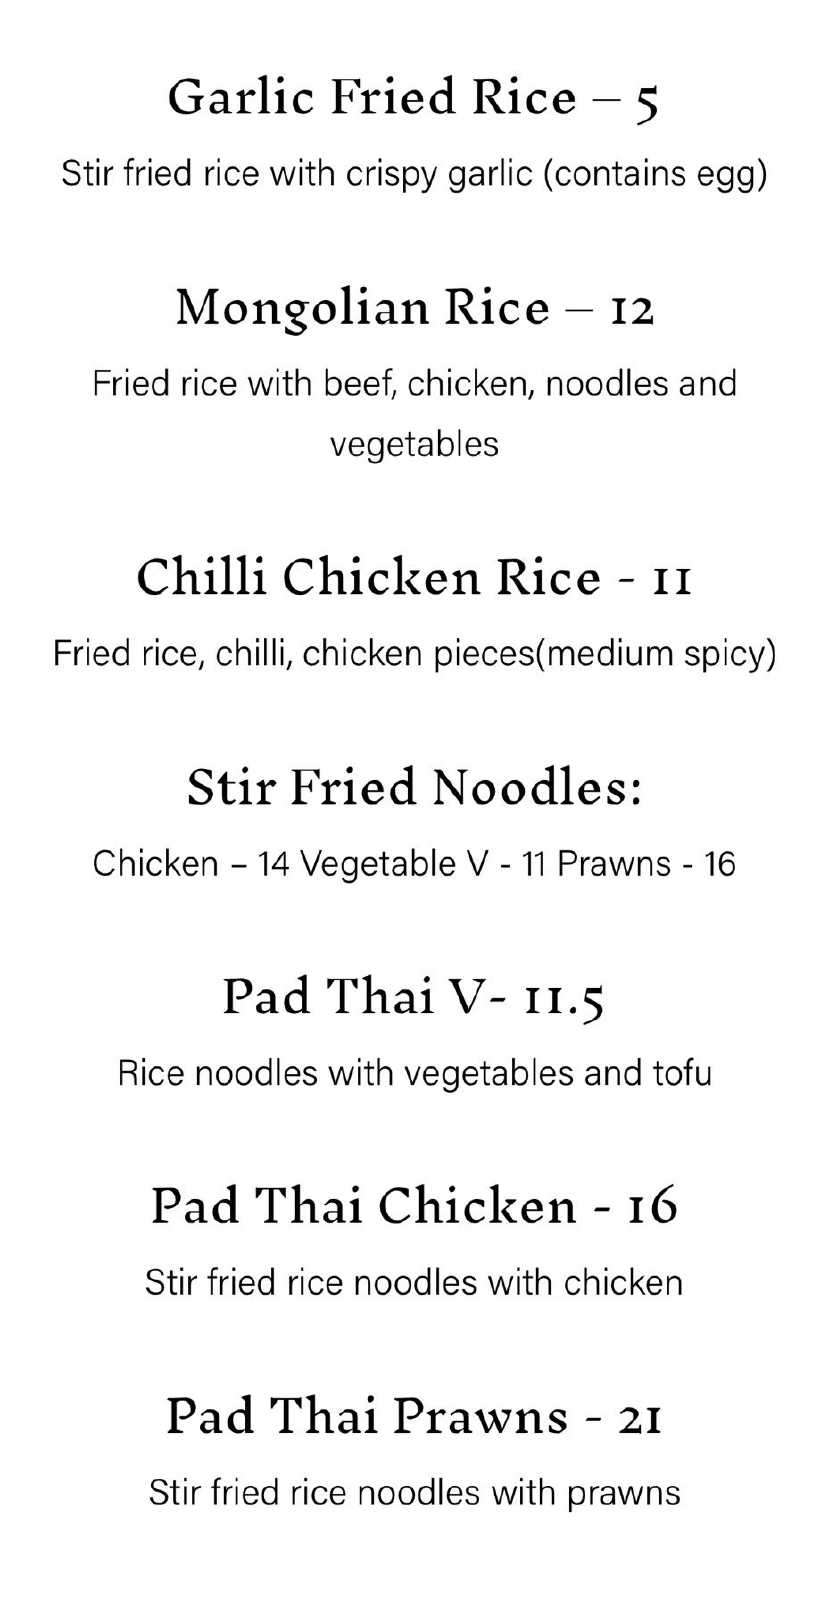 Garlic Fried Rice – 5
Stir fried rice with crispy garlic (contains egg)
Mongolian Rice – 12
Fried rice with beef, chicken, noodles and
vegetables
Chilli Chicken Rice - 11
Fried rice, chilli, chicken pieces(medium spicy)
Stir Fried Noodles:
Chicken – 14 Vegetable V - 11 Prawns - 16
Pad Thai V- 11.5
Rice noodles with vegetables and tofu
Pad Thai Chicken - 16
Stir fried rice noodles with chicken
Pad Thai Prawns - 21
Stir fried rice noodles with prawns